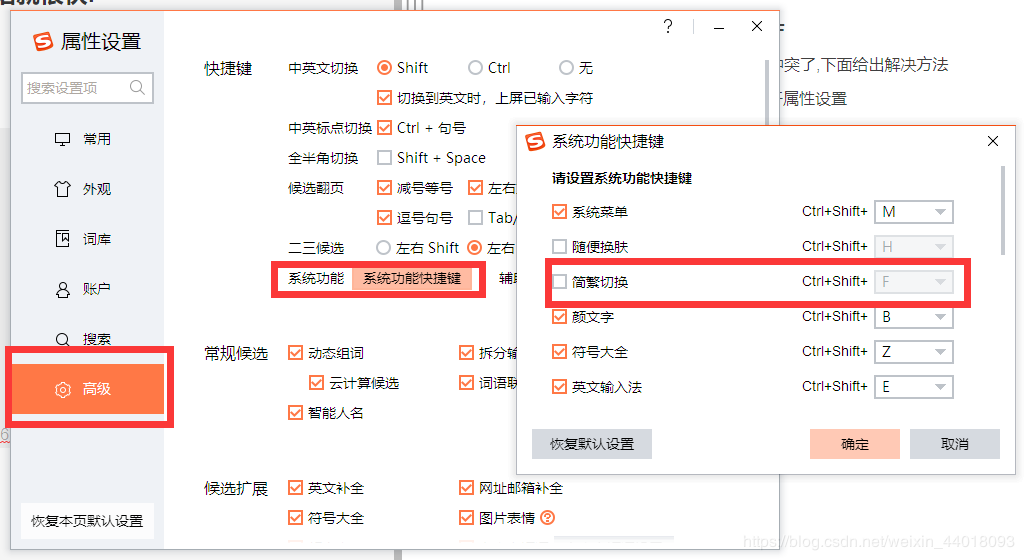 属性设置
搜索设置项
常用
外观
词库
账户
搜索
高级
恢复本页默认设置
?
快捷键
中英文切换 Shift Ctrl 无
切换到英文时，上屏已输入字符
中英标点切换 Ctrl + 句号
全半角切换 Shift + Space
候选翻页 减号等号 左右
逗号句号 Tab/
二三候选 左右 Shift 左右
系统功能 系统功能快捷键 辅
常规候选 动态组词 拆分输
云计算候选 词语联
智能人名
候选扩展 英文补全 网址邮箱补全
符号大全 图片表情 ?
突了,下面给出解决方法
属性设置
系统功能快捷键
请设置系统功能快捷键
系统菜单 Ctrl+Shift+ M
随便换肤 Ctrl+Shift+ H
简繁切换 Ctrl+Shift+ F
颜文字 Ctrl+Shift+ B
符号大全 Ctrl+Shift+ Z
英文输入法 Ctrl+Shift+ E
恢复默认设置 确定 取消
https://blog.csdn.net/weixin_44018093